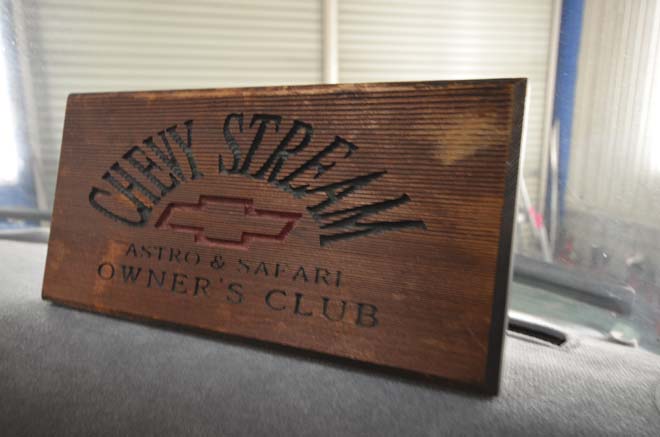 CHEVY STREAM
ASTRO & SAFARI
OWNER'S CLUB